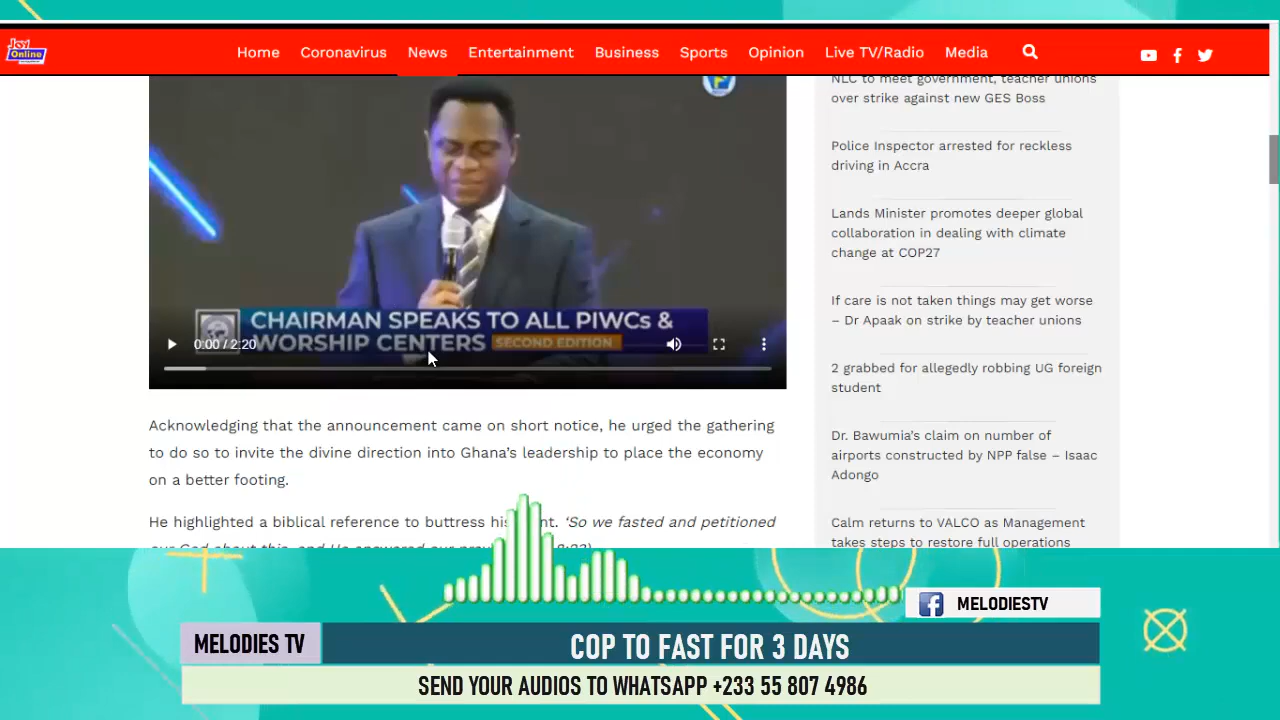 Joy
Online
Home Coronavirus News Entertainment Business Sports Opinion Live TV/Radio Media
CHAIRMAN SPEAKS TO ALL PIWCs &
WORSHIP CENTERS SECOND EDITION
0:00 / 2:20
Acknowledging that the announcement came on short notice, he urged the gathering
to do so to invite the divine direction into Ghana's leadership to place the economy
on a better footing.
He highlighted a biblical reference to buttress his 'So we fasted and petitioned
NLC to meet government, teacher unions
over strike against new GES Boss
Police Inspector arrested for reckless
driving in Accra
Lands Minister promotes deeper global
collaboration in dealing with climate
change at COP27
If care is not taken things may get worse
– Dr Apaak on strike by teacher unions
2 grabbed for allegedly robbing UG foreign
student
Dr. Bawumia's claim on number of
airports constructed by NPP false – Isaac
Adongo
Calm returns to VALCO as Management
takes steps to restore full operations
MELODIESTV
MELODIES TV
COP TO FAST FOR 3 DAYS
SEND YOUR AUDIOS TO WHATSAPP +233 55 807 4986